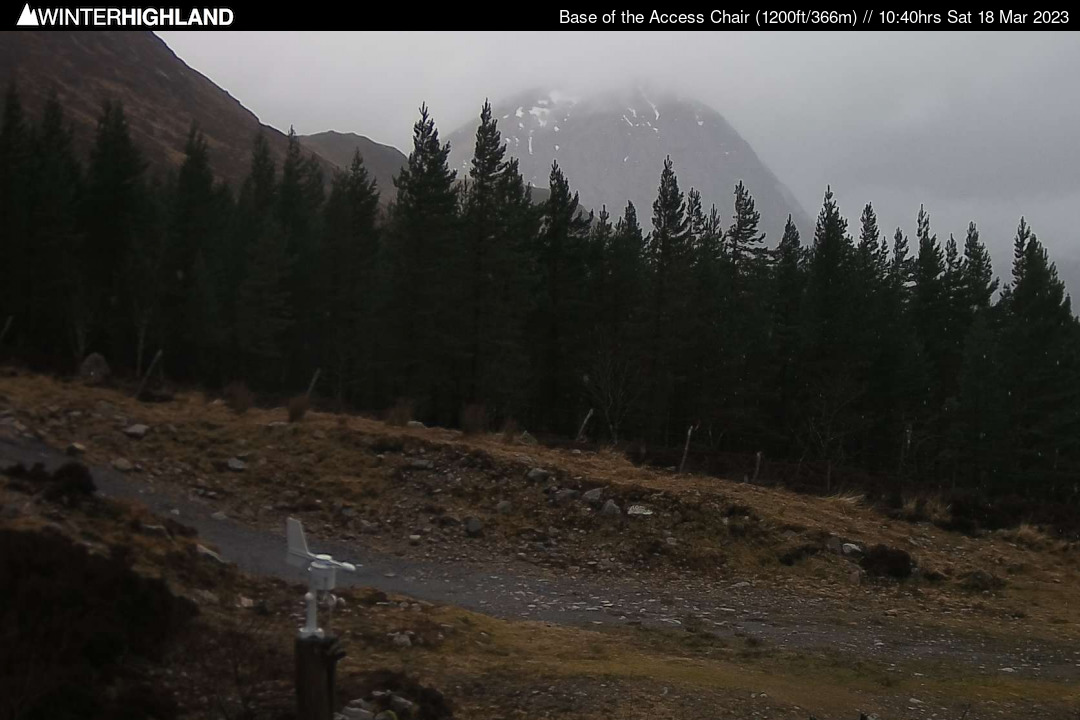 WINTERHIGHLAND
Base of the Access Chair (1200ft/366m) // 10:40hrs Sat 18 Mar 2023